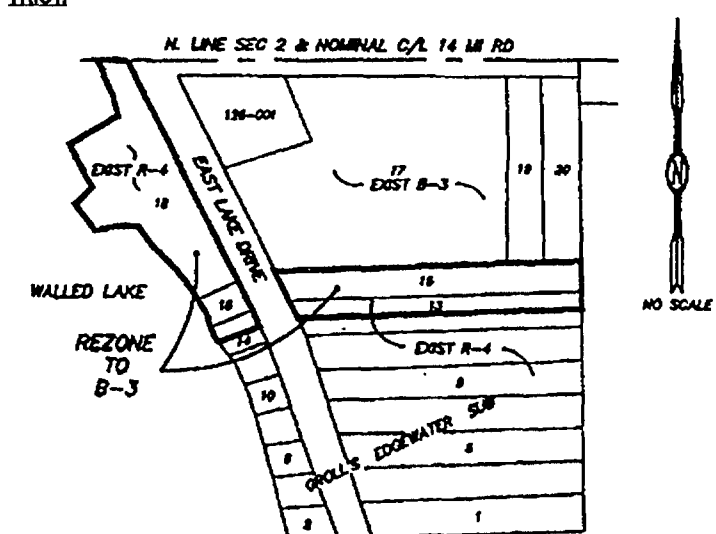 N. LINE SEC 2 & NOMINAL C/L 14 MI RD
126-001
EXIST R-4
18
EAST LAKE DRIVE
17
EXIST B-3
19
20
N
NO SCALE
WALLED LAKE
REZONE
TO
B-3
16
15
13
14
EXIST R-4
9
10
GROLL'S EDGEWATER SUB
6
5
2
1